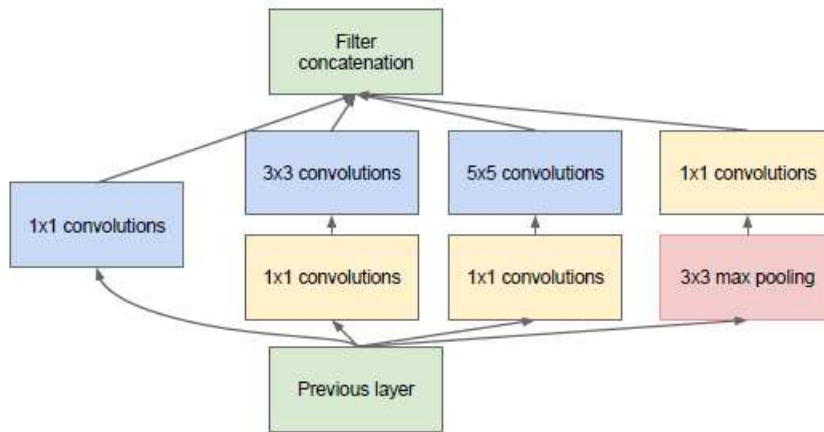 Filter
concatenation
3x3 convolutions
5x5 convolutions
1x1 convolutions
1x1 convolutions
1x1 convolutions
1x1 convolutions
3x3 max pooling
Previous layer